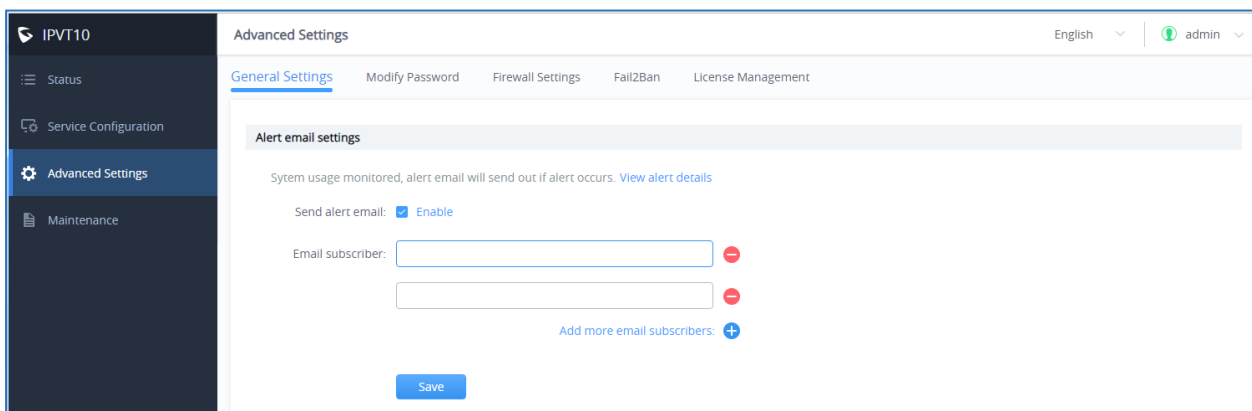 IPVT10
Advanced Settings
English
admin
Status
Service Configuration
Advanced Settings
Maintenance
General Settings
Modify Password
Firewall Settings
Fail2Ban
License Management
Alert email settings
Sytem usage monitored, alert email will send out if alert occurs. View alert details
Send alert email: Enable
Email subscriber:
Add more email subscribers:
Save